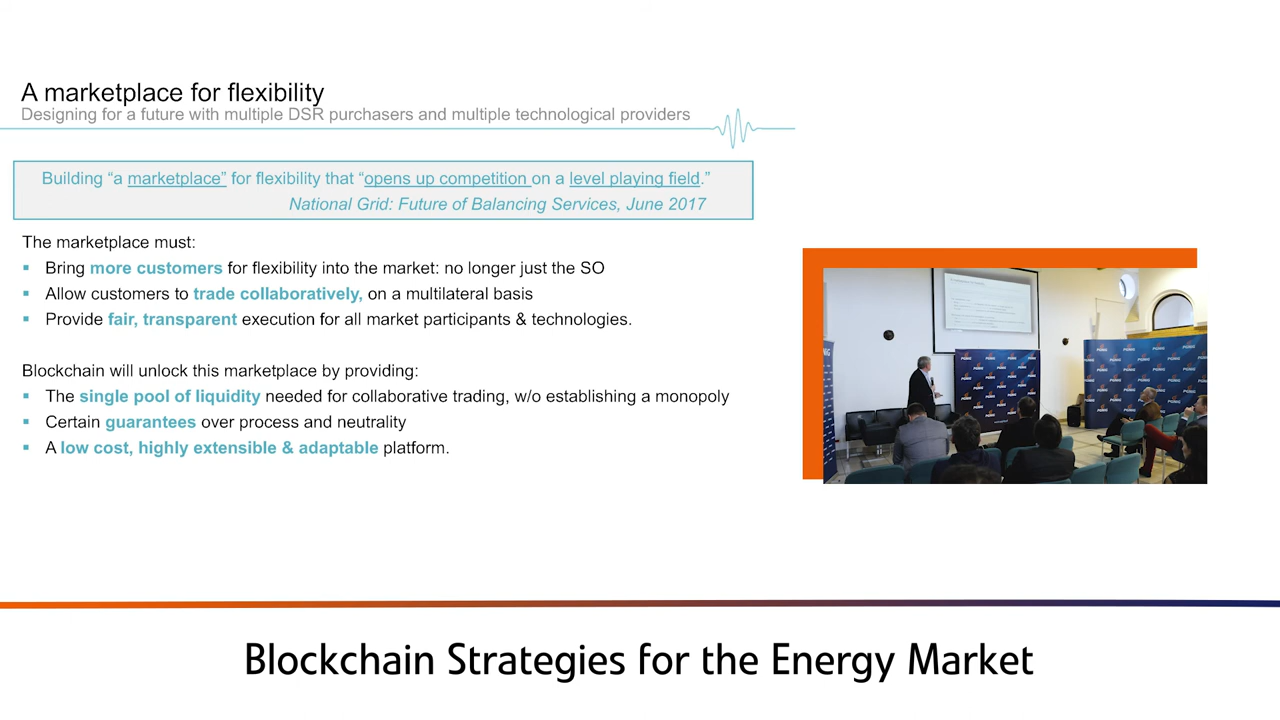 A marketplace for flexibility
Designing for a future with multiple DSR purchasers and multiple technological providers
Building “a marketplace” for flexibility that “opens up competition on a level playing field.”
National Grid: Future of Balancing Services, June 2017
The marketplace must:
▪ Bring more customers for flexibility into the market: no longer just the SO
▪ Allow customers to trade collaboratively, on a multilateral basis
▪ Provide fair, transparent execution for all market participants & technologies.
Blockchain will unlock this marketplace by providing:
▪ The single pool of liquidity needed for collaborative trading, w/o establishing a monopoly
▪ Certain guarantees over process and neutrality
▪ A low cost, highly extensible & adaptable platform.
PGNiG
Blockchain Strategies for the Energy Market